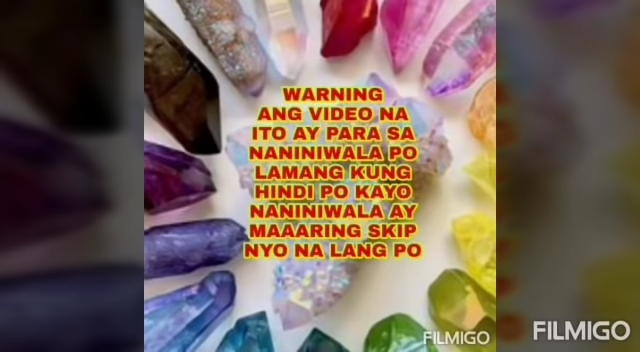 WARNING
ANG VIDEO NA
ITO AY PARA SA
NANINIWALA PO
LAMANG KUNG
HINDI PO KAYO
NANINIWALA AY
MAAARING SKIP
NYO NA LANG PO
FILMIGO
FILMIGO